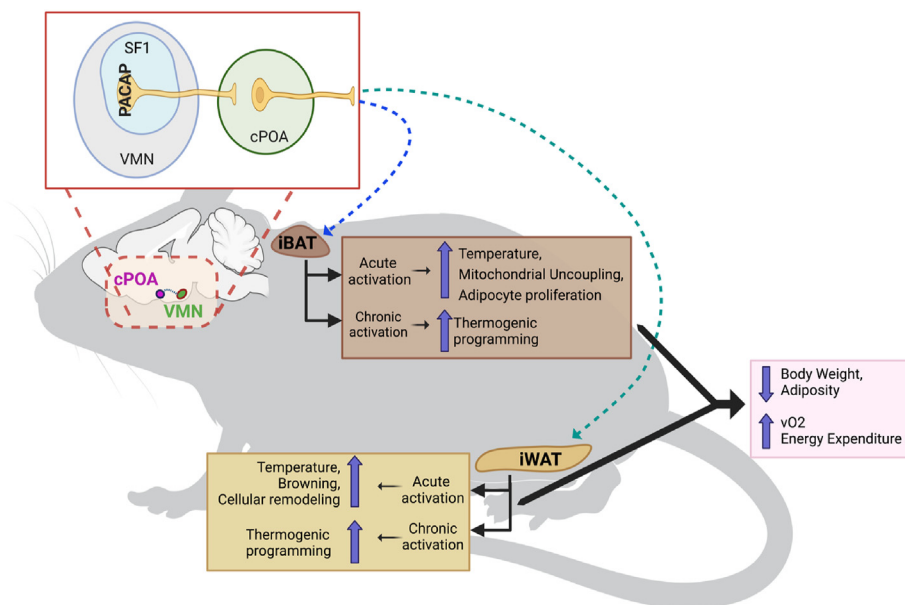 SF1
PACAP
VMN
cPOA
cPOA
VMN
iBAT
Acute
activation
Temperature,
Mitochondrial Uncoupling,
Adipocyte proliferation
Chronic
activation
Thermogenic
programming
Body Weight,
Adiposity
vO2
Energy Expenditure
iWAT
Temperature,
Browning,
Cellular remodeling
Acute
activation
Thermogenic
programming
Chronic
activation